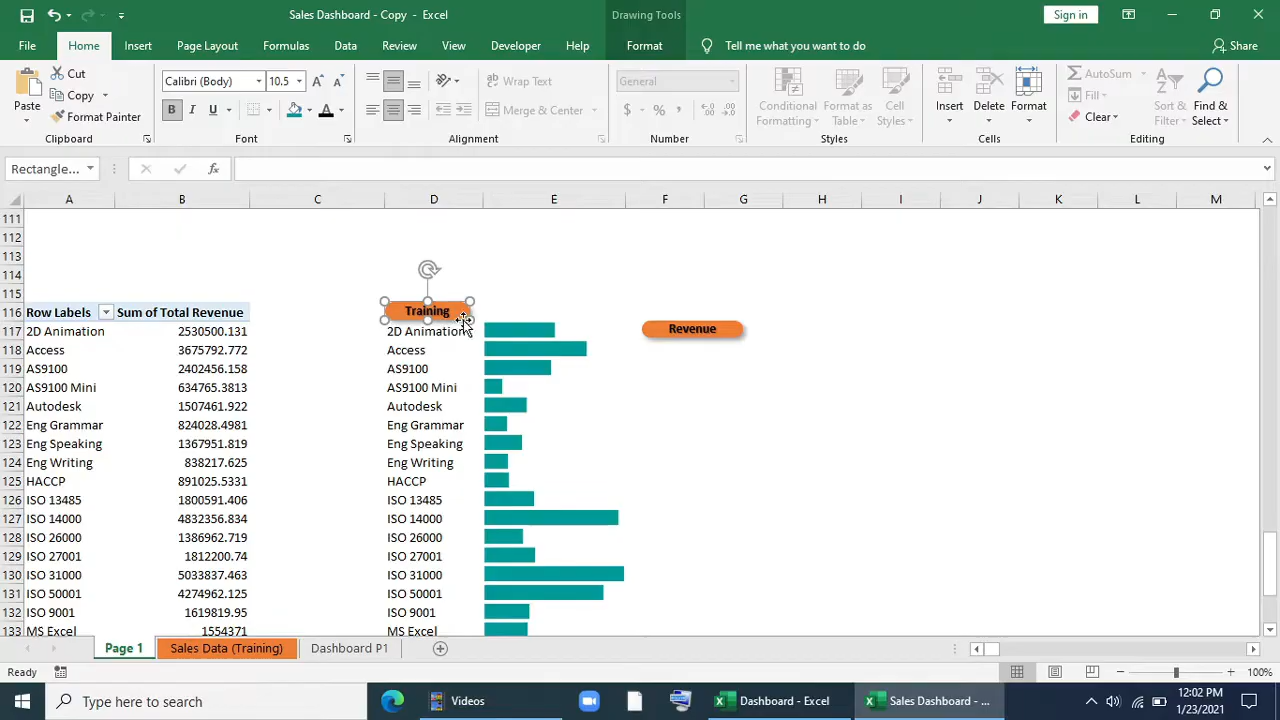 Sales Dashboard - Copy - Excel
Drawing Tools
Sign in
File
Home
Insert
Page Layout
Formulas
Data
Review
View
Developer
Help
Format
Tell me what you want to do
Share
Paste
Cut
Copy
Format Painter
Clipboard
Calibri (Body)
10.5
B I U
Font
Wrap Text
Merge & Center
Alignment
General
$ % ,
Number
Conditional
Formatting
Format as
Table
Cell
Styles
Styles
Insert
Delete
Format
Cells
AutoSum
Fill
Clear
Sort &
Filter
Find &
Select
Editing
Rectangle...
fx
A B C D E F G H I J K L M
111
112
113
114
115
116 Row Labels Sum of Total Revenue Training
117 2D Animation 2530500.131 2D Animation Revenue
118 Access 3675792.772 Access
119 AS9100 2402456.158 AS9100
120 AS9100 Mini 634765.3813 AS9100 Mini
121 Autodesk 1507461.922 Autodesk
122 Eng Grammar 824028.4981 Eng Grammar
123 Eng Speaking 1367951.819 Eng Speaking
124 Eng Writing 838217.625 Eng Writing
125 HACCP 891025.5331 HACCP
126 ISO 13485 1800591.406 ISO 13485
127 ISO 14000 4832356.834 ISO 14000
128 ISO 26000 1386962.719 ISO 26000
129 ISO 27001 1812200.74 ISO 27001
130 ISO 31000 5033837.463 ISO 31000
131 ISO 50001 4274962.125 ISO 50001
132 ISO 9001 1619819.95 ISO 9001
133 MS Excel 1554371 MS Excel
Page 1
Sales Data (Training)
Dashboard P1
Ready
100%
Type here to search
Videos
Dashboard - Excel
Sales Dashboard - ...
12:02 PM
1/23/2021